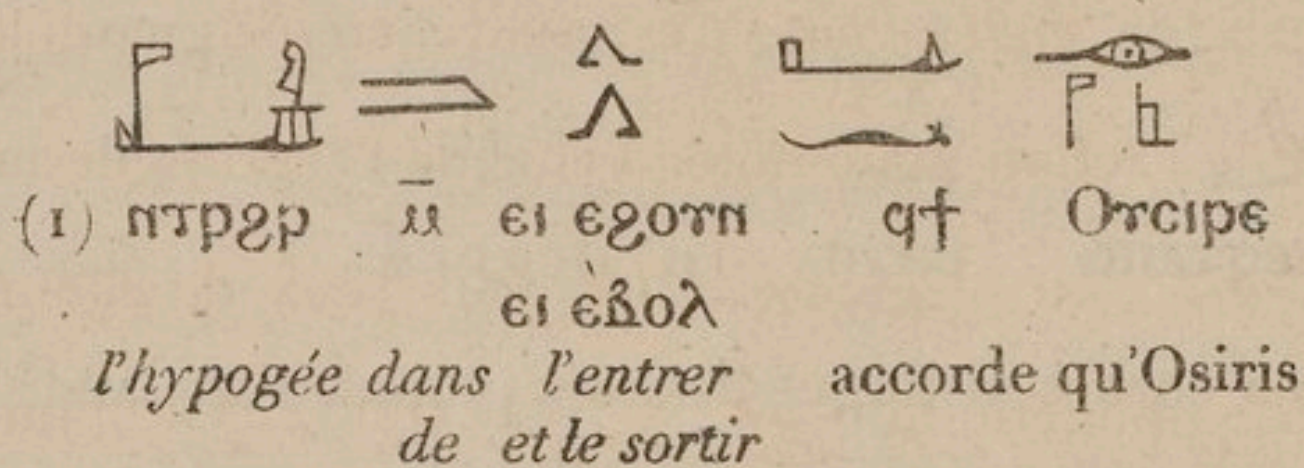 (1) ⲛⲧⲣϩⲣ ⲙ̄ ⲉⲓ ⲉϩⲟⲩⲛ ϥϯ Ⲟⲩⲥⲓⲣⲉ
ⲉⲓ ⲉ̀ⲃⲟⲗ
l'hypogée dans l'entrer accorde qu'Osiris
de et le sortir